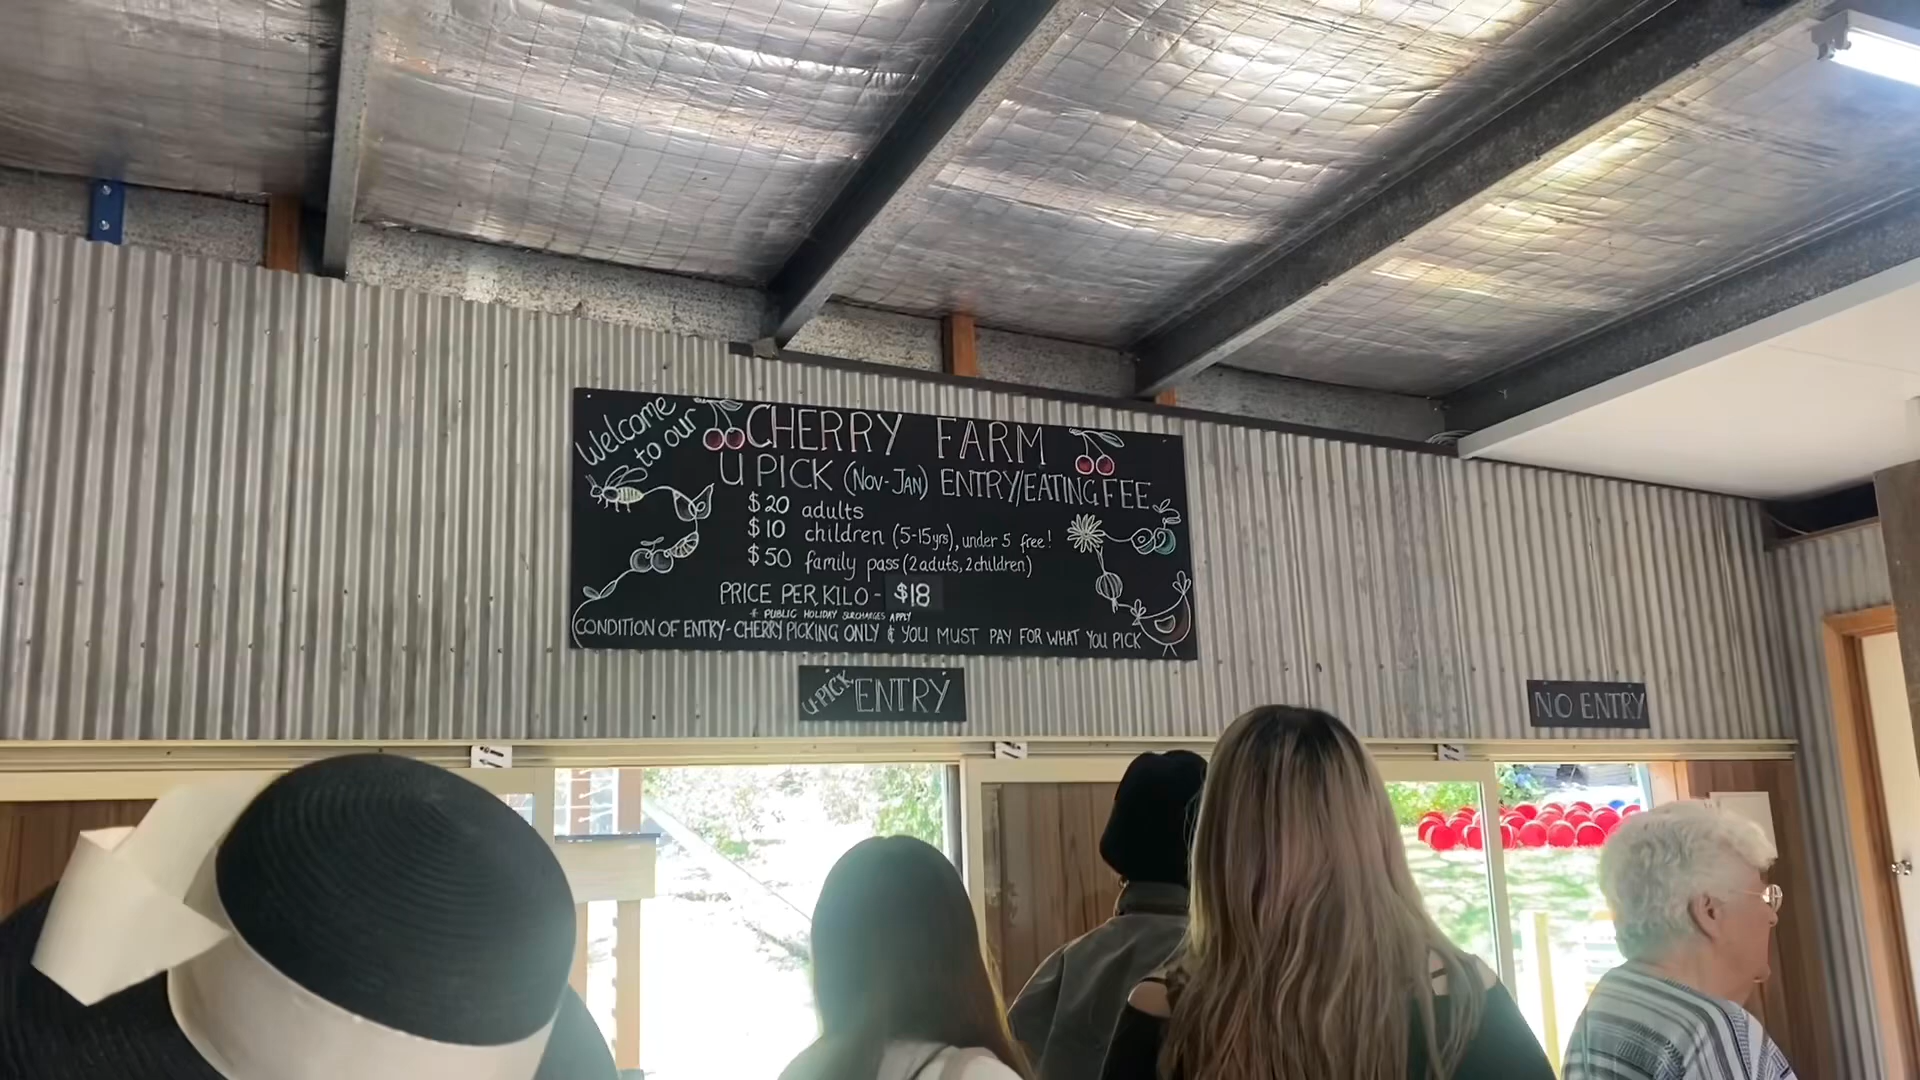 Welcome
to our
CHERRY FARM
U PICK (NOV-JAN) ENTRY/EATING FEE
$20 adults
$10 children (5-15yrs), under 5 free!
$50 family pass (2 aduts, 2 children)
PRICE PER KILO - $18
* PUBLIC HOLIDAY SURCHARGES APPLY
CONDITION OF ENTRY - CHERRY PICKING ONLY & YOU MUST PAY FOR WHAT YOU PICK
U-PICK ENTRY
NO ENTRY